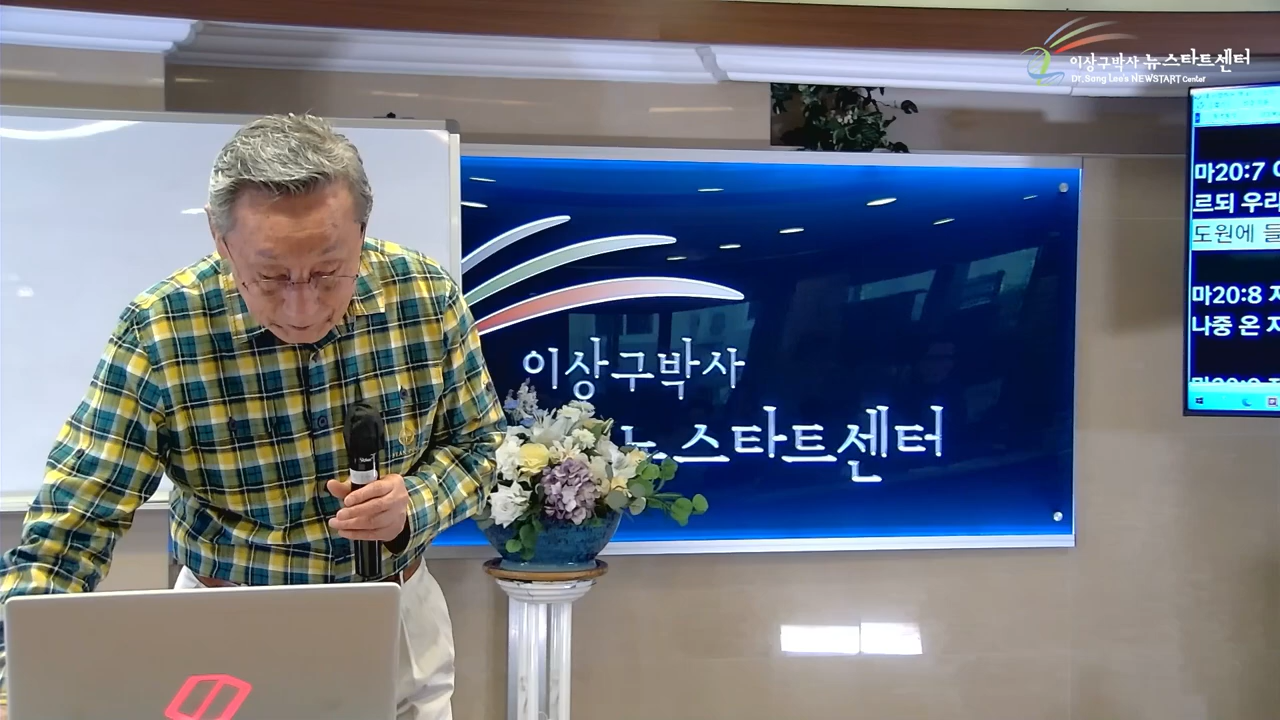 이상구박사 뉴스타트센터
Dr. Sang Lee's NEWSTART Center
마20:7
르되 우리
도원에 들
마20:8
나중 온
이상구박사
뉴스타트센터